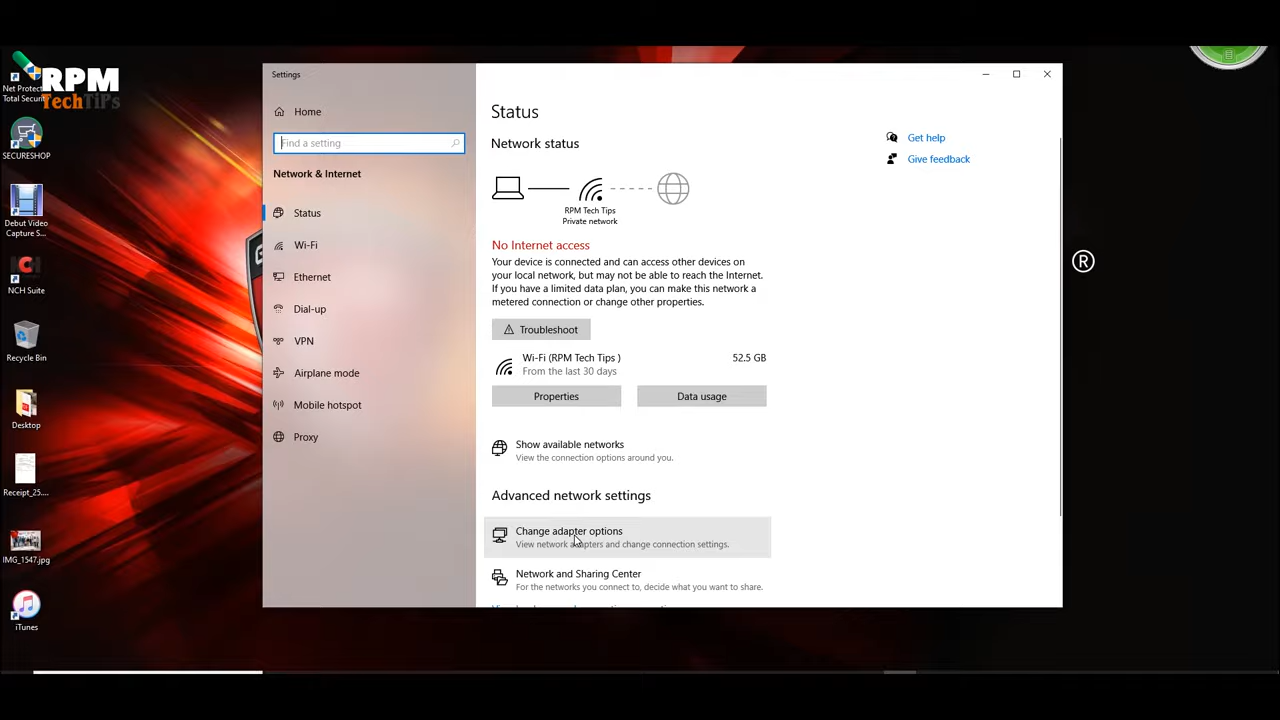 RPM
TechTiPs
Net Protect
Total Securi
SECURESHOP
Debut Video
Capture S...
NCH
NCH Suite
Recycle Bin
Desktop
Receipt_25....
IMG_1547.jpg
iTunes
Settings
Home
Find a setting
Network & Internet
Status
Wi-Fi
Ethernet
Dial-up
VPN
Airplane mode
Mobile hotspot
Proxy
Status
Network status
RPM Tech Tips
Private network
No Internet access
Your device is connected and can access other devices on
your local network, but may not be able to reach the Internet.
If you have a limited data plan, you can make this network a
metered connection or change other properties.
Troubleshoot
Wi-Fi (RPM Tech Tips )
52.5 GB
From the last 30 days
Properties
Data usage
Show available networks
View the connection options around you.
Advanced network settings
Change adapter options
View network adapters and change connection settings.
Network and Sharing Center
For the networks you connect to, decide what you want to share.
Get help
Give feedback
®